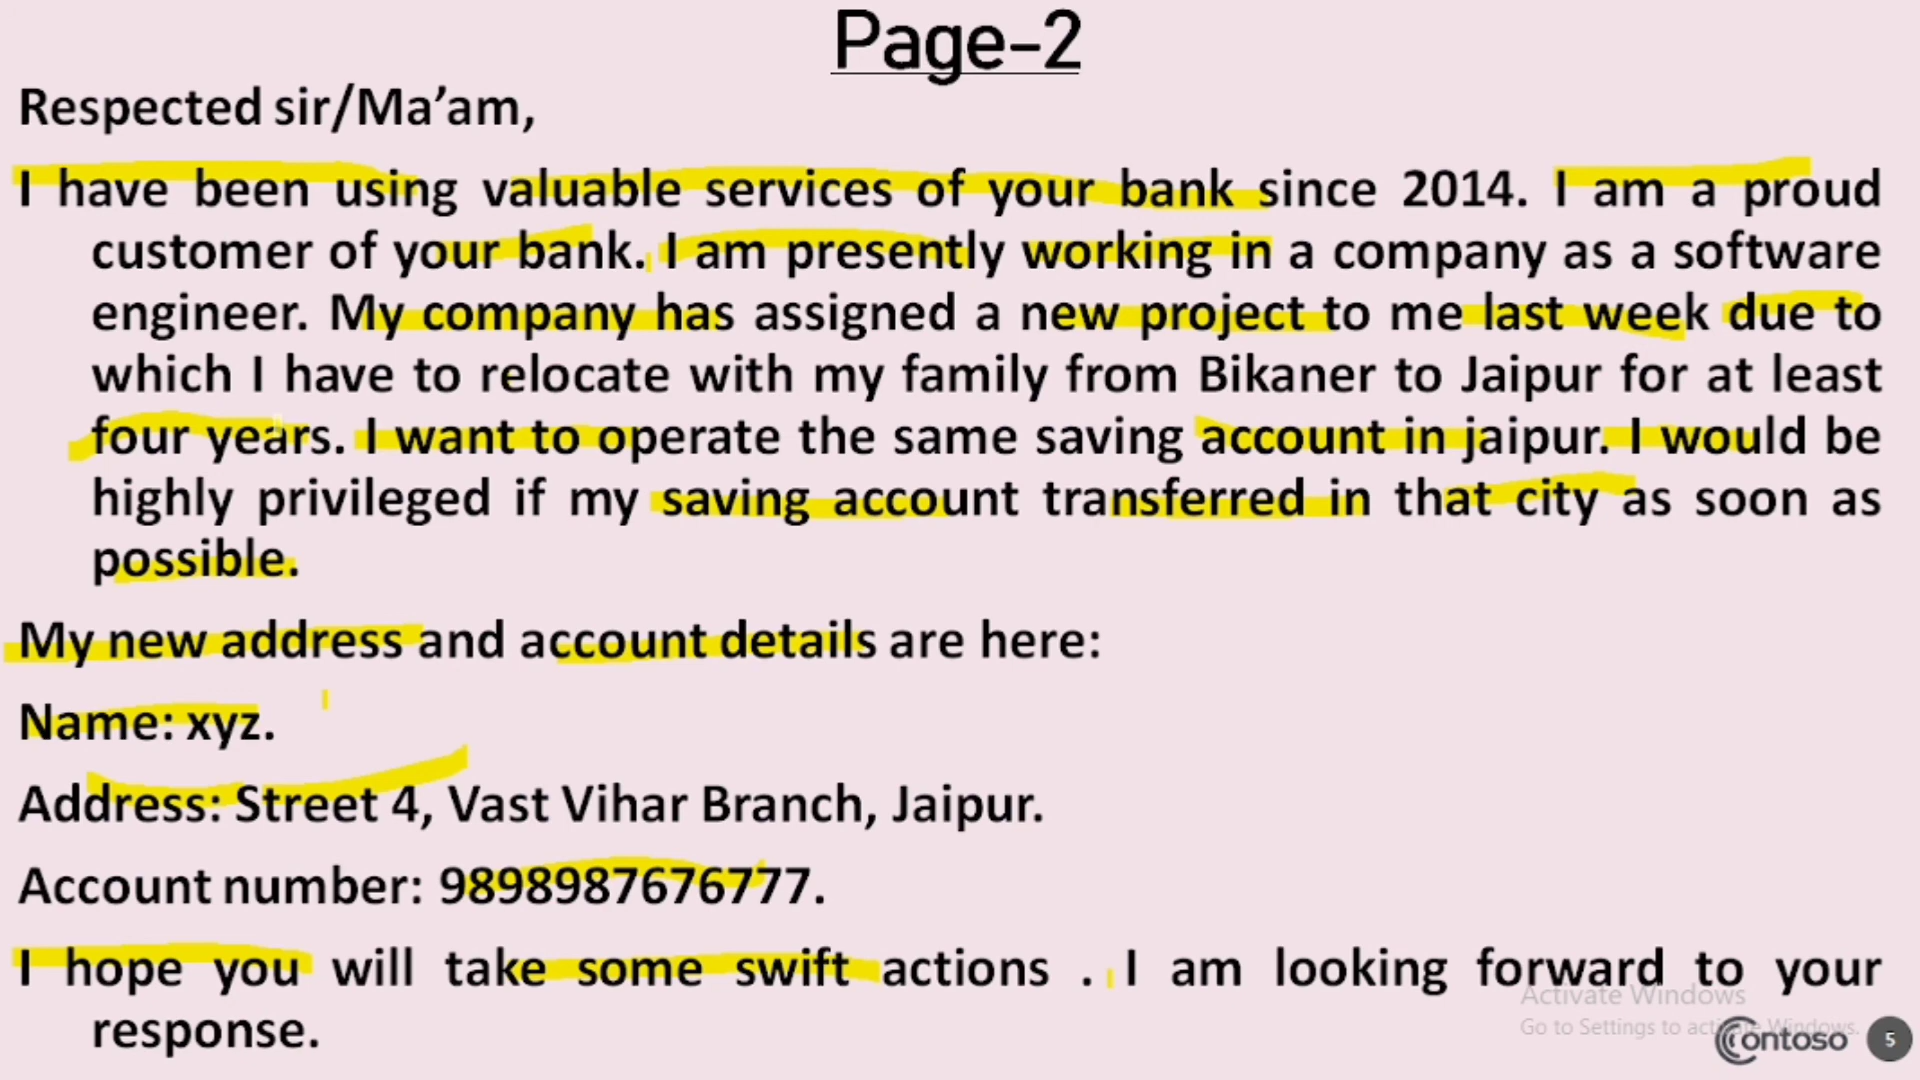 Page-2
Respected sir/Ma’am,
I have been using valuable services of your bank since 2014. I am a proud
customer of your bank. I am presently working in a company as a software
engineer. My company has assigned a new project to me last week due to
which I have to relocate with my family from Bikaner to Jaipur for at least
four years. I want to operate the same saving account in jaipur. I would be
highly privileged if my saving account transferred in that city as soon as
possible.
My new address and account details are here:
Name: xyz.
Address: Street 4, Vast Vihar Branch, Jaipur.
Account number: 9898987676777.
I hope you will take some swift actions . I am looking forward to your
response.
Activate Windows
Go to Settings to activate Windows.
Contoso
5